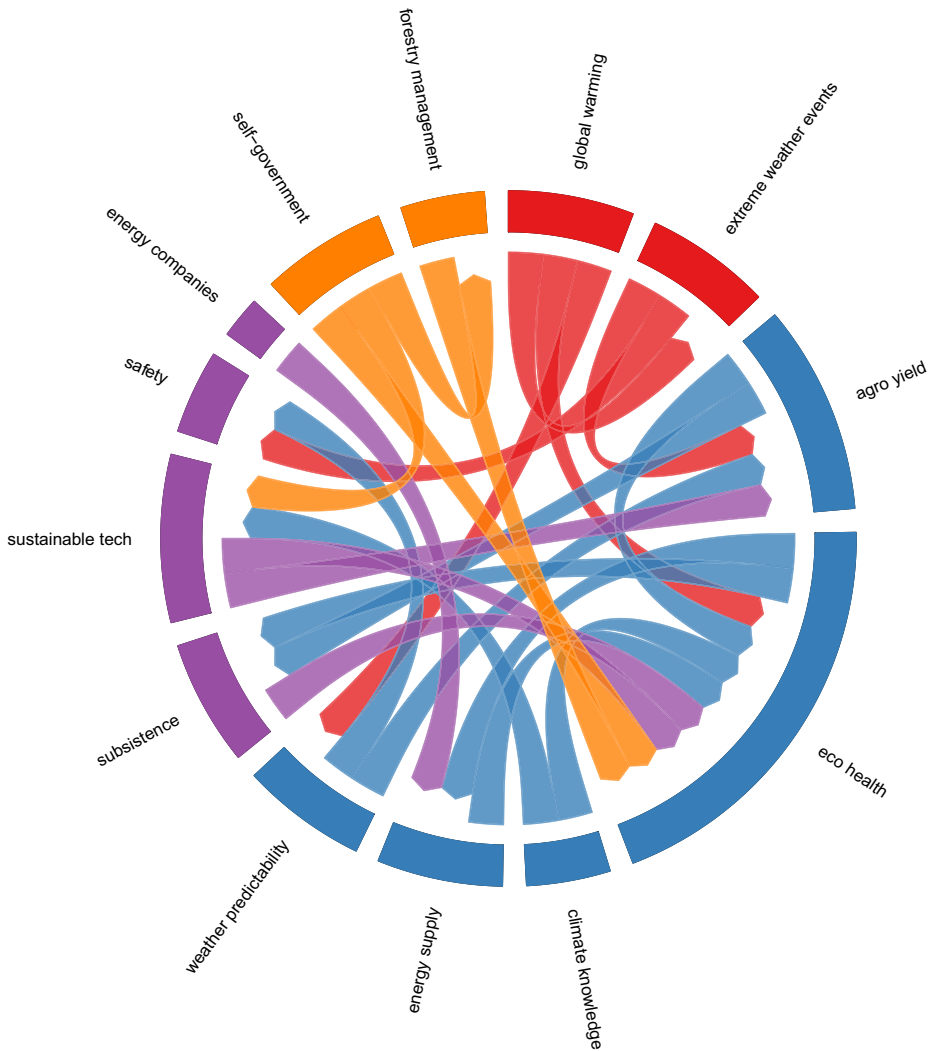 forestry management
global warming
extreme weather events
agro yield
eco health
climate knowledge
energy supply
weather predictability
subsistence
sustainable tech
safety
energy companies
self−government